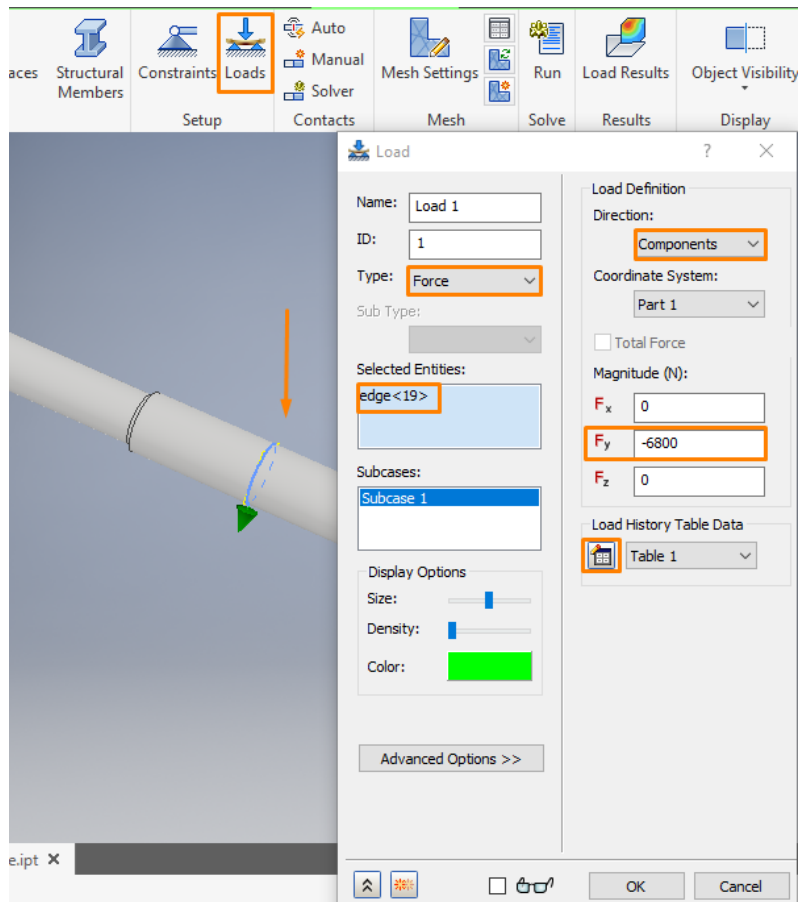 Auto
Manual
Solver
aces
Structural
Members
Constraints
Loads
Mesh Settings
Run
Load Results
Object Visibility
Setup
Contacts
Mesh
Solve
Results
Display
Load
?
Name:
Load 1
ID:
1
Type:
Force
Sub Type:
Selected Entities:
edge<19>
Subcases:
Subcase 1
Display Options
Size:
Density:
Color:
Advanced Options >>
Load Definition
Direction:
Components
Coordinate System:
Part 1
Total Force
Magnitude (N):
Fx
0
Fy
-6800
Fz
0
Load History Table Data
Table 1
e.ipt
OK
Cancel